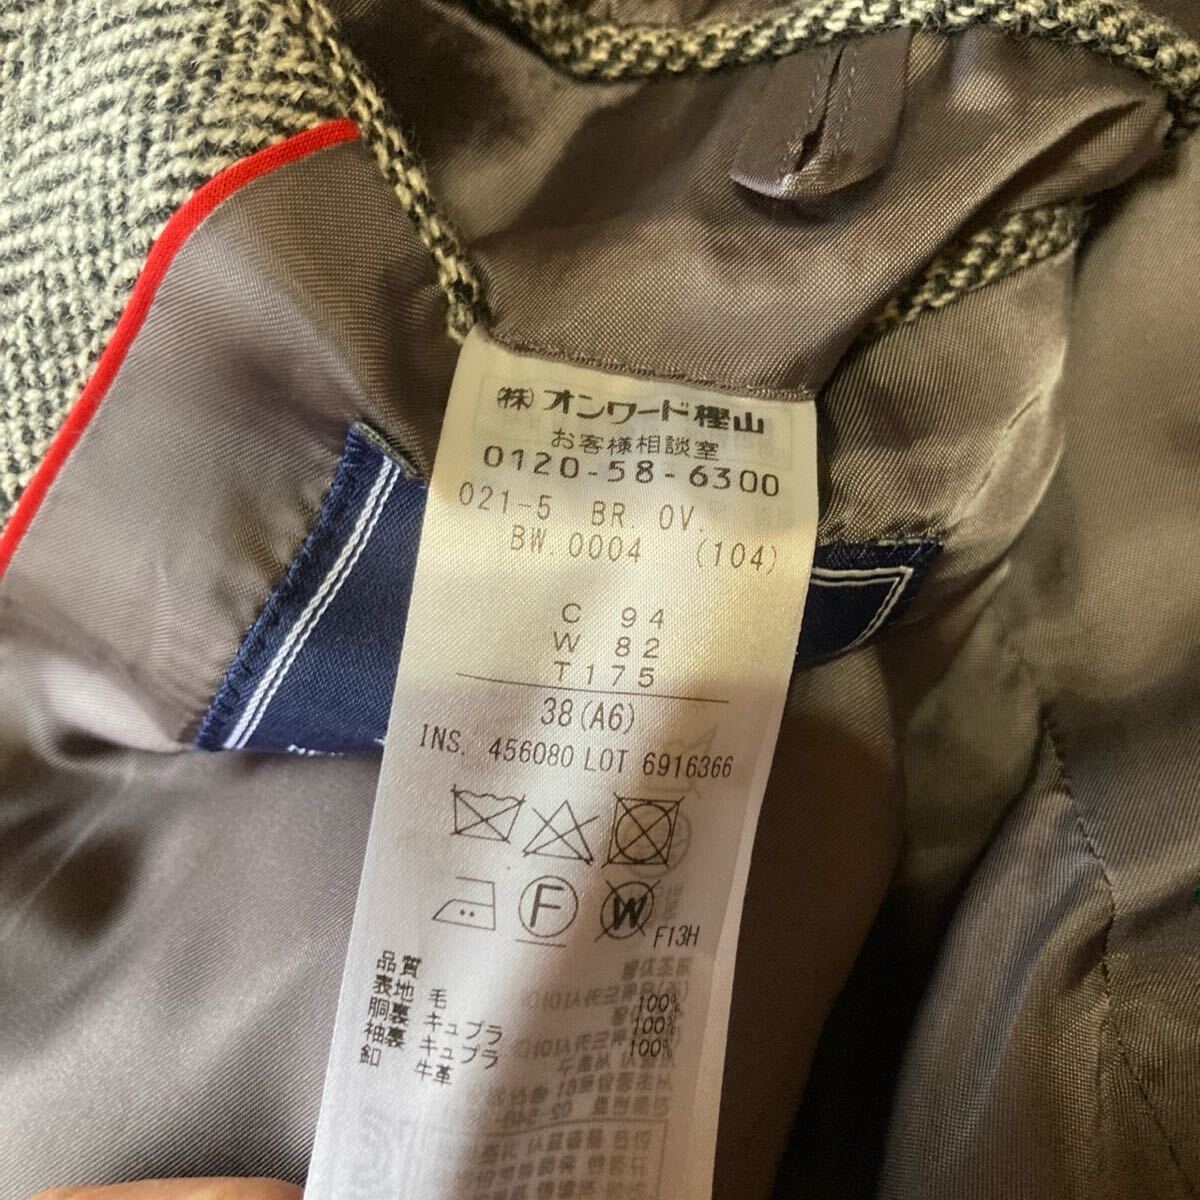 ㈱オンワード樫山
お客様相談室
0120-58-6300
021-5 BR. OV.
BW.0004 (104)
C 94
W 82
T175
38(A6)
INS. 456080 LOT 6916366
F
W
F13H
品質
表地 毛 100%
胴裏 キュプラ 100%
袖裏 キュプラ 100%
釦 牛革